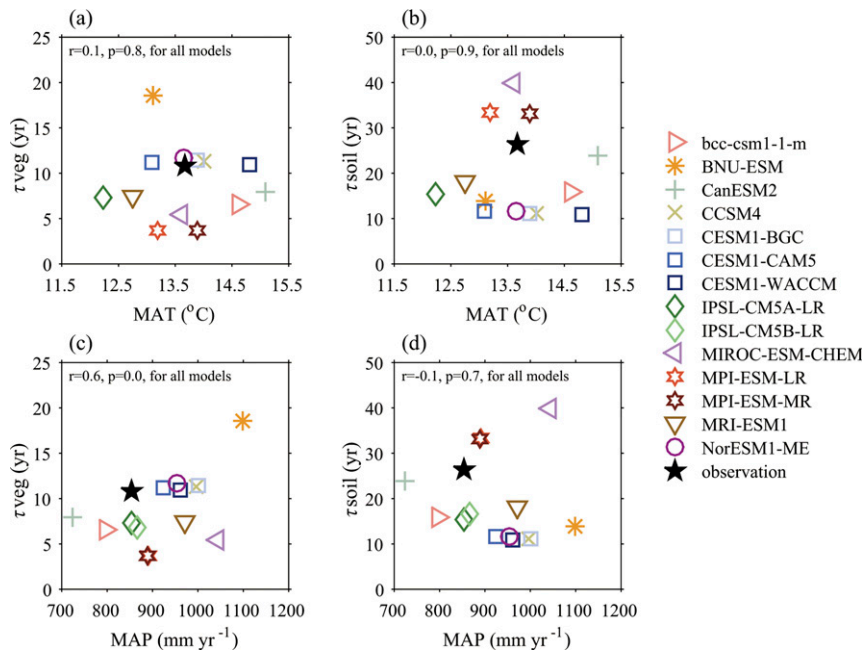 (a)
r=0.1, p=0.8, for all models
25
20
15
10
5
0
τveg (yr)
11.5 12.5 13.5 14.5 15.5
MAT (°C)
(b)
r=0.0, p=0.9, for all models
50
40
30
20
10
0
τsoil (yr)
11.5 12.5 13.5 14.5 15.5
MAT (°C)
(c)
r=0.6, p=0.0, for all models
25
20
15
10
5
0
τveg (yr)
700 800 900 1000 1100 1200
MAP (mm yr⁻¹)
(d)
r=-0.1, p=0.7, for all models
50
40
30
20
10
0
τsoil (yr)
700 800 900 1000 1100 1200
MAP (mm yr⁻¹)
bcc-csm1-1-m
BNU-ESM
CanESM2
CCSM4
CESM1-BGC
CESM1-CAM5
CESM1-WACCM
IPSL-CM5A-LR
IPSL-CM5B-LR
MIROC-ESM-CHEM
MPI-ESM-LR
MPI-ESM-MR
MRI-ESM1
NorESM1-ME
observation